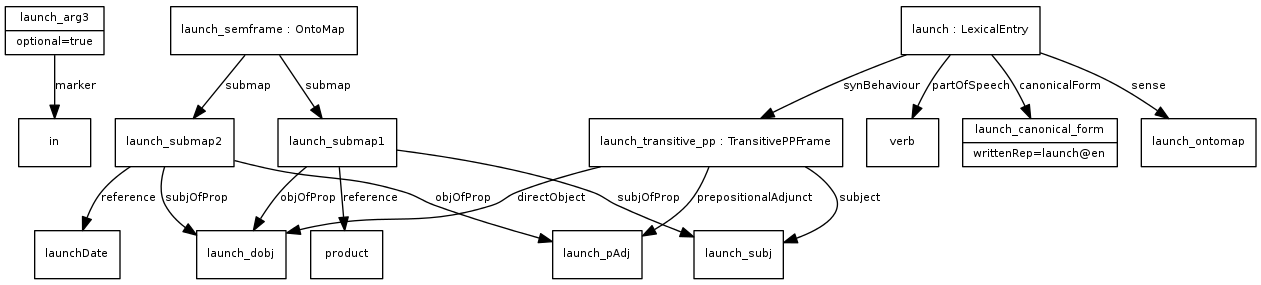 launch_arg3
optional=true
launch_semframe : OntoMap
launch : LexicalEntry
marker
submap
submap
synBehaviour
partOfSpeech
canonicalForm
sense
in
launch_submap2
launch_submap1
launch_transitive_pp : TransitivePPFrame
verb
launch_canonical_form
writtenRep=launch@en
launch_ontomap
reference
subjOfProp
objOfProp
reference
objOfProp
directObject
subjOfProp
prepositionalAdjunct
subject
launchDate
launch_dobj
product
launch_pAdj
launch_subj